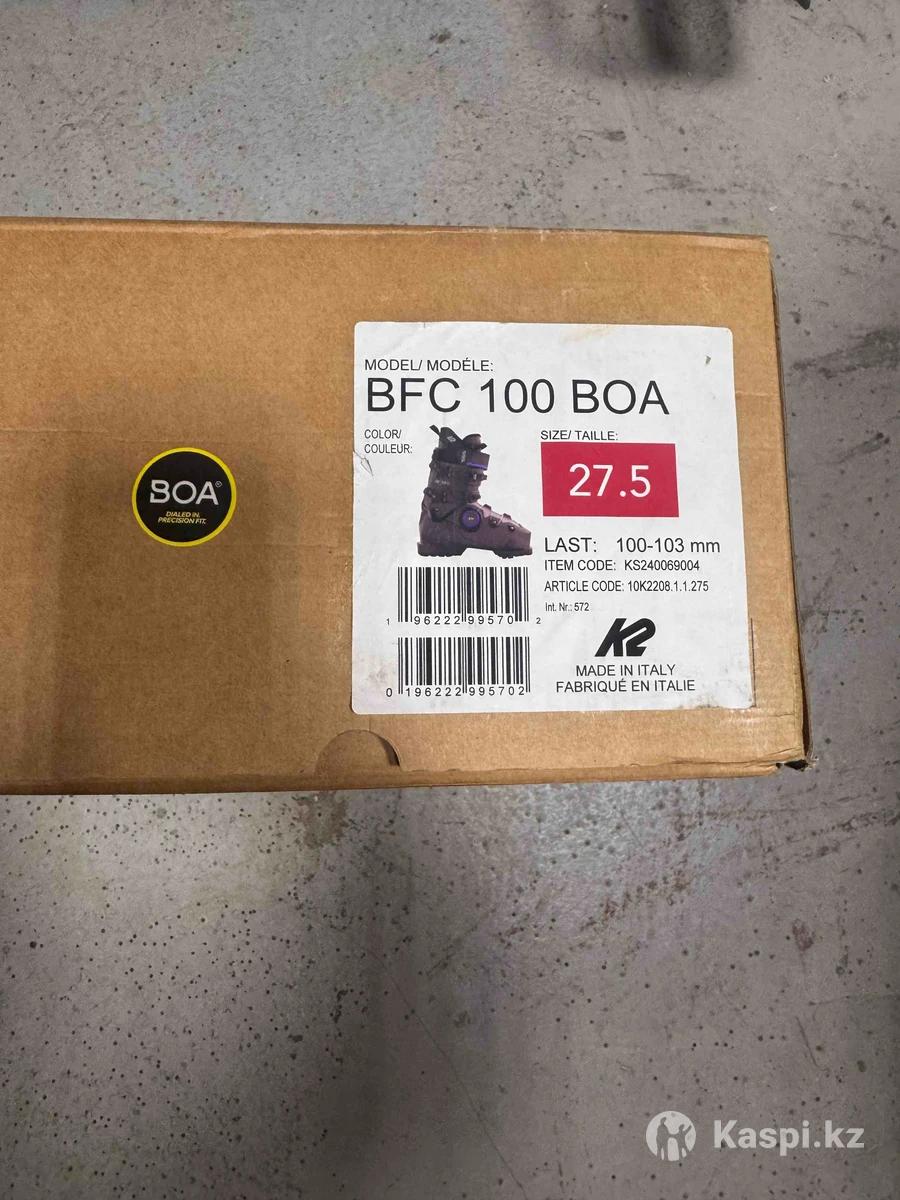 MODEL/ MODÉLE:
BFC 100 BOA
COLOR/
COULEUR:
SIZE/ TAILLE:
27.5
LAST: 100-103 mm
ITEM CODE: KS240069004
ARTICLE CODE: 10K2208.1.1.275
Int. Nr.: 572
1 96222 99570 2
0 196222 995702
K2
MADE IN ITALY
FABRIQUÉ EN ITALIE
BOA®
DIALED IN.
PRECISION FIT.
Kaspi.kz